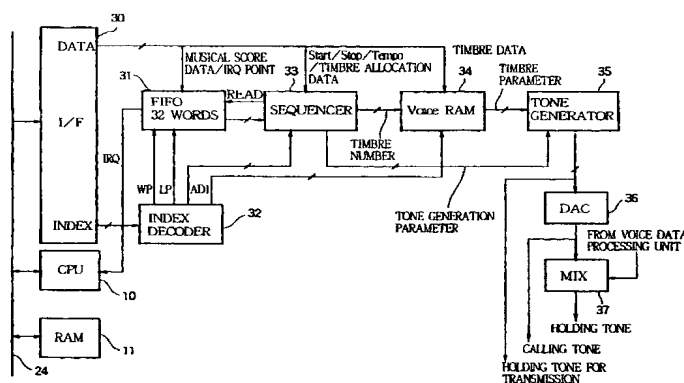 30
DATA
I/F
INDEX
MUSICAL SCORE
DATA/IRQ POINT
Start/Stop/Tempo
/TIMBRE ALLOCATION
DATA
TIMBRE DATA
31
FIFO
32 WORDS
READ
33
SEQUENCER
34
Voice RAM
TIMBRE
PARAMETER
35
TONE
GENERATOR
IRQ
WP
LP
ADI
TIMBRE
NUMBER
INDEX
DECODER
32
TONE GENERATION
PARAMETER
DAC
36
FROM VOICE DATA
PROCESSING UNIT
MIX
37
CPU
10
HOLDING TONE
RAM
11
CALLING TONE
24
HOLDING TONE FOR
TRANSMISSION